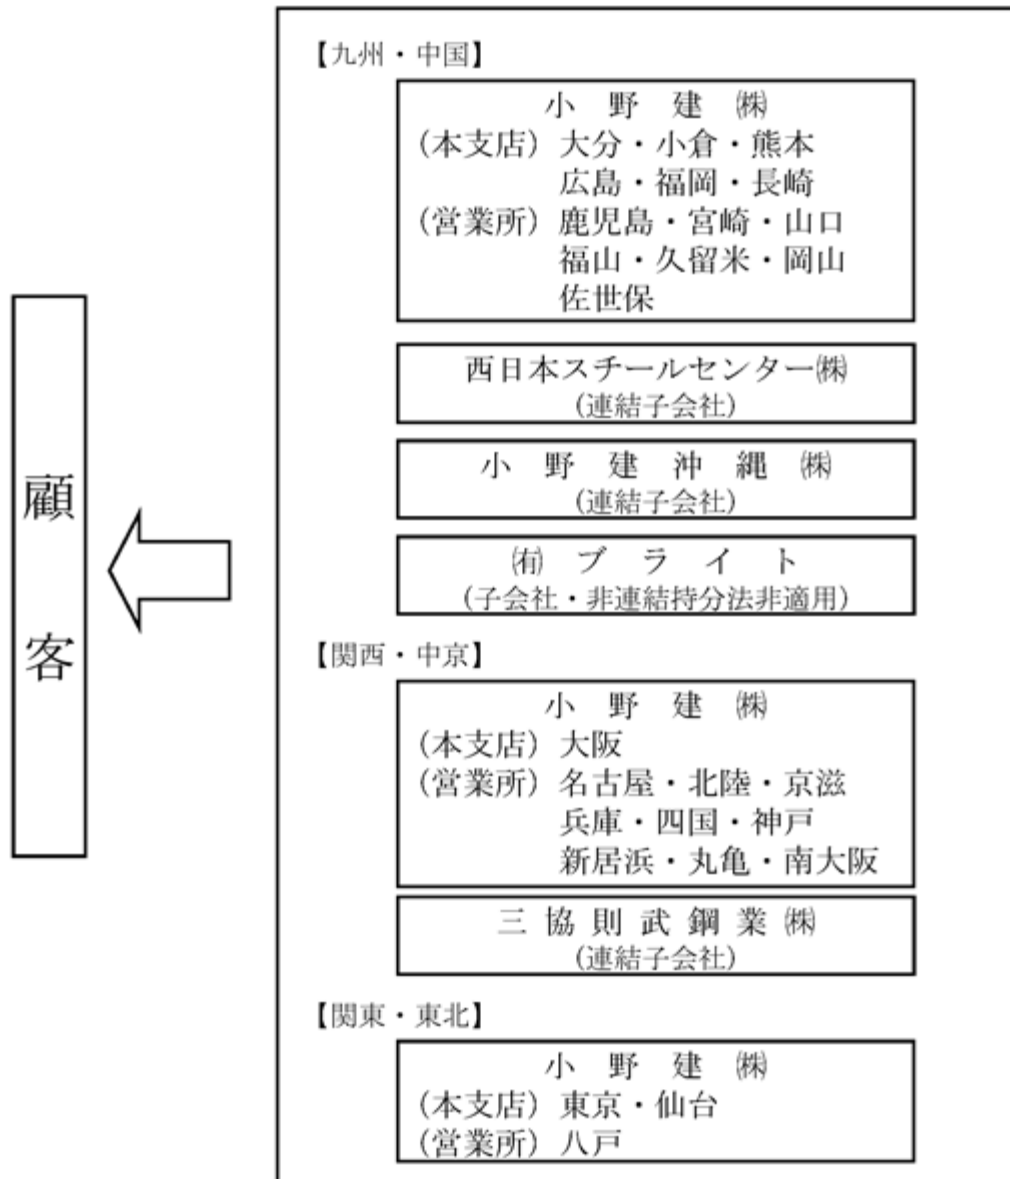 顧客
【九州・中国】
小野建㈱
(本支店) 大分・小倉・熊本
広島・福岡・長崎
(営業所) 鹿児島・宮崎・山口
福山・久留米・岡山
佐世保
西日本スチールセンター㈱
(連結子会社)
小野建沖縄㈱
(連結子会社)
㈲ブライト
(子会社・非連結持分法非適用)
【関西・中京】
小野建㈱
(本支店) 大阪
(営業所) 名古屋・北陸・京滋
兵庫・四国・神戸
新居浜・丸亀・南大阪
三協則武鋼業㈱
(連結子会社)
【関東・東北】
小野建㈱
(本支店) 東京・仙台
(営業所) 八戸